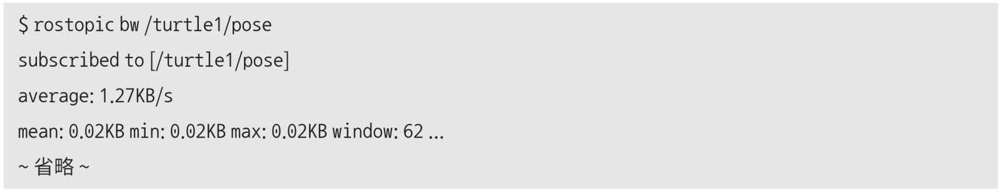 $ rostopic bw /turtle1/pose
subscribed to [/turtle1/pose]
average: 1.27KB/s
mean: 0.02KB min: 0.02KB max: 0.02KB window: 62 ...
~ 省略 ~